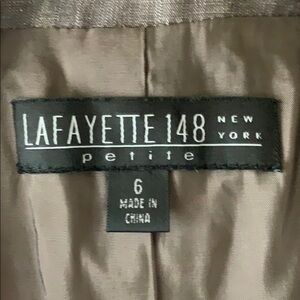 LAFAYETTE 148 NEW YORK
petite
6
MADE IN
CHINA